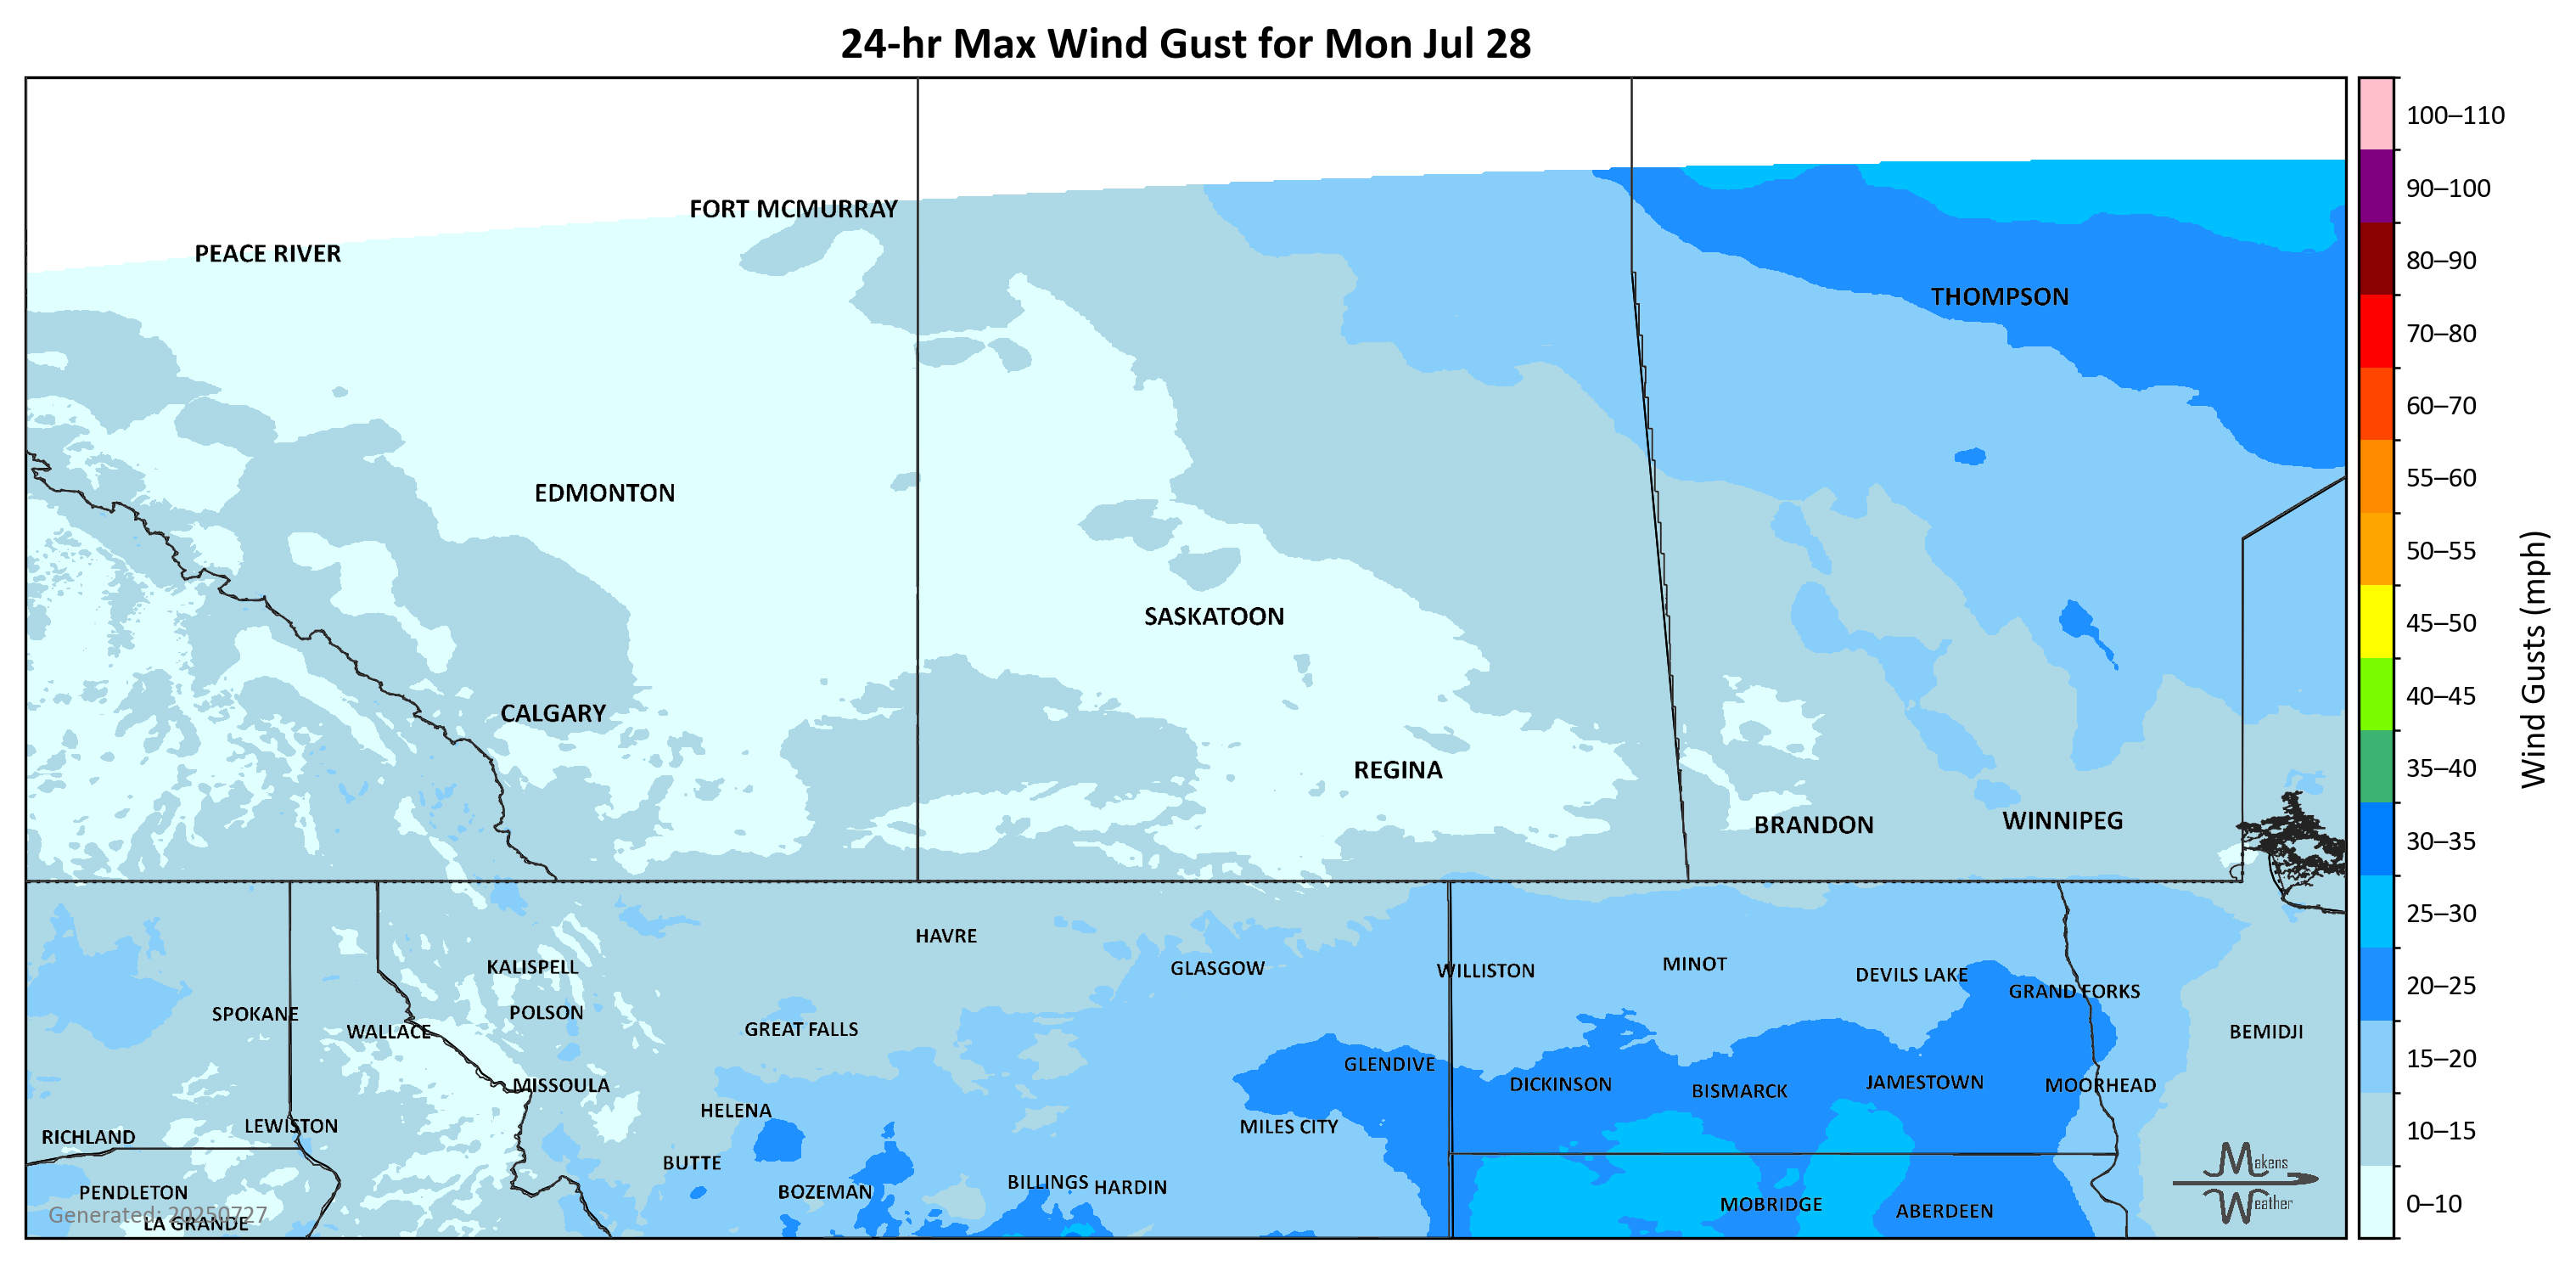 24-hr Max Wind Gust for Mon Jul 28
100–110
FORT MCMURRAY
90–100
PEACE RIVER
80–90
THOMPSON
70–80
60–70
EDMONTON
55–60
50–55
SASKATOON
45–50
Wind Gusts (mph)
CALGARY
40–45
REGINA
35–40
BRANDON
WINNIPEG
30–35
25–30
HAVRE
KALISPELL
GLASGOW
WILLISTON
MINOT
DEVILS LAKE
20–25
GRAND FORKS
SPOKANE
POLSON
WALLACE
GREAT FALLS
BEMIDJI
15–20
GLENDIVE
MISSOULA
DICKINSON
BISMARCK
JAMESTOWN
MOORHEAD
HELENA
LEWISTON
MILES CITY
10–15
RICHLAND
BUTTE
Makens
Weather
PENDLETON
BOZEMAN
BILLINGS
HARDIN
MOBRIDGE
ABERDEEN
0–10
Generated: 20250727
LA GRANDE